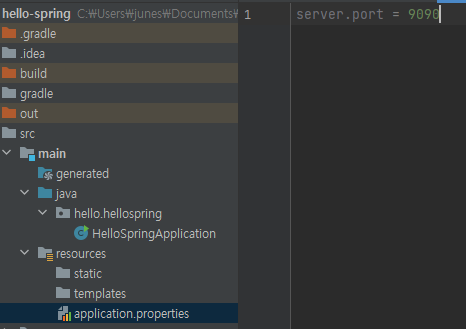 hello-spring C:₩Users₩junes₩Documents₩
.gradle
.idea
build
gradle
out
src
main
generated
java
hello.hellospring
HelloSpringApplication
resources
static
templates
application.properties
1 server.port = 9090